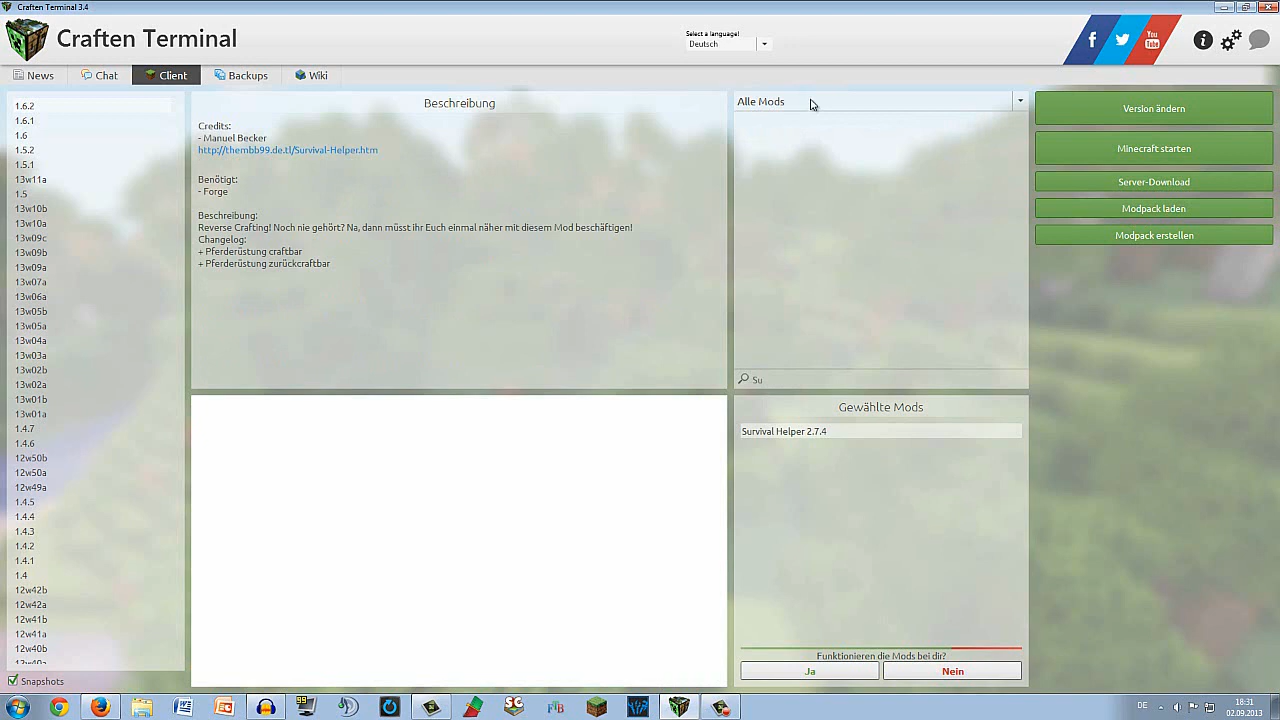 Craften Terminal 3.4
Craften Terminal
Select a language!
Deutsch
f
You
Tube
i
News
Chat
Client
Backups
Wiki
1.6.2
1.6.1
1.6
1.5.2
1.5.1
13w11a
1.5
13w10b
13w10a
13w09c
13w09b
13w09a
13w07a
13w06a
13w05b
13w05a
13w04a
13w03a
13w02b
13w02a
13w01b
13w01a
1.4.7
1.4.6
12w50b
12w50a
12w49a
1.4.5
1.4.4
1.4.3
1.4.2
1.4.1
1.4
12w42b
12w42a
12w41b
12w41a
12w40b
12w40a
Snapshots
Beschreibung
Credits:
- Manuel Becker
http://thembb99.de.tl/Survival-Helper.htm
Benötigt:
- Forge
Beschreibung:
Reverse Crafting! Noch nie gehört? Na, dann müsst ihr Euch einmal näher mit diesem Mod beschäftigen!
Changelog:
+ Pferderüstung craftbar
+ Pferderüstung zurückcraftbar
Alle Mods
Su
Gewählte Mods
Survival Helper 2.7.4
Funktionieren die Mods bei dir?
Ja
Nein
Version ändern
Minecraft starten
Server-Download
Modpack laden
Modpack erstellen
99
FTB
DE
18:31
02.09.2013